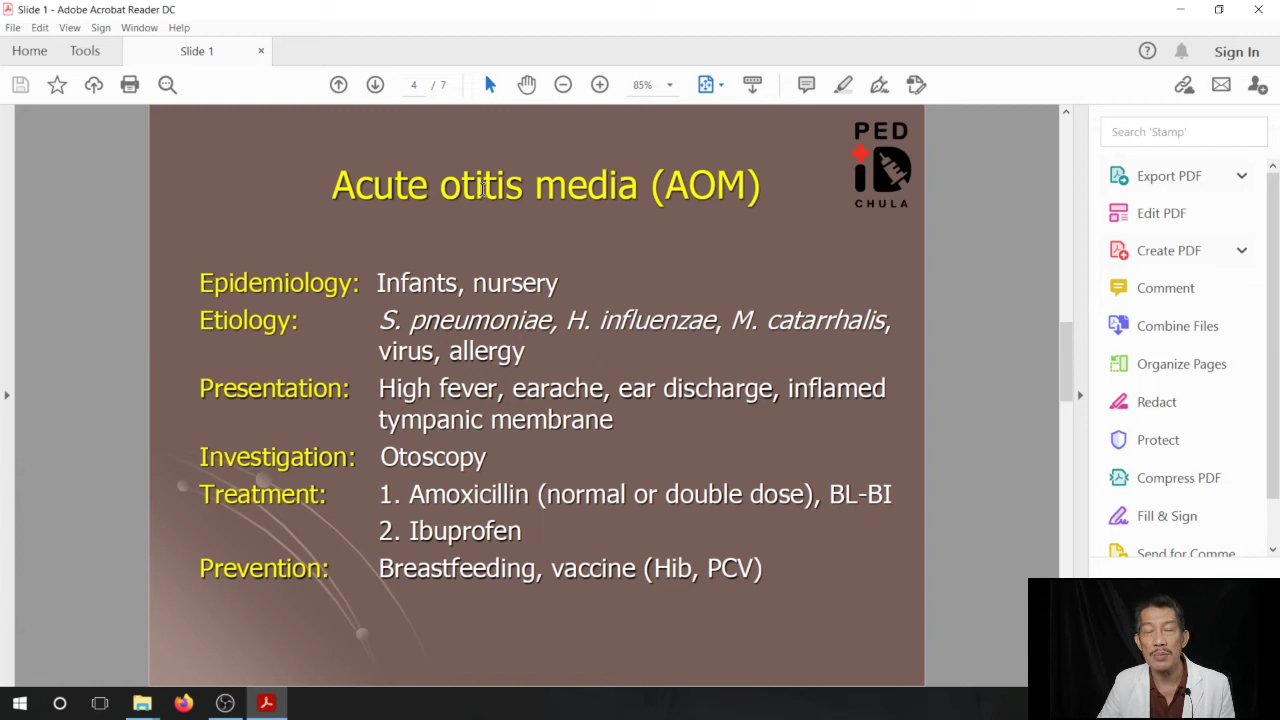 Slide 1 - Adobe Acrobat Reader DC
File Edit View Sign Window Help
Home Tools Slide 1 × Sign In
4 / 7 85%
PED
iD
CHULA
Acute otitis media (AOM)
Epidemiology: Infants, nursery
Etiology: S. pneumoniae, H. influenzae, M. catarrhalis,
virus, allergy
Presentation: High fever, earache, ear discharge, inflamed
tympanic membrane
Investigation: Otoscopy
Treatment: 1. Amoxicillin (normal or double dose), BL-BI
2. Ibuprofen
Prevention: Breastfeeding, vaccine (Hib, PCV)
Search 'Stamp'
Export PDF
Edit PDF
Create PDF
Comment
Combine Files
Organize Pages
Redact
Protect
Compress PDF
Fill & Sign
Send for Comme